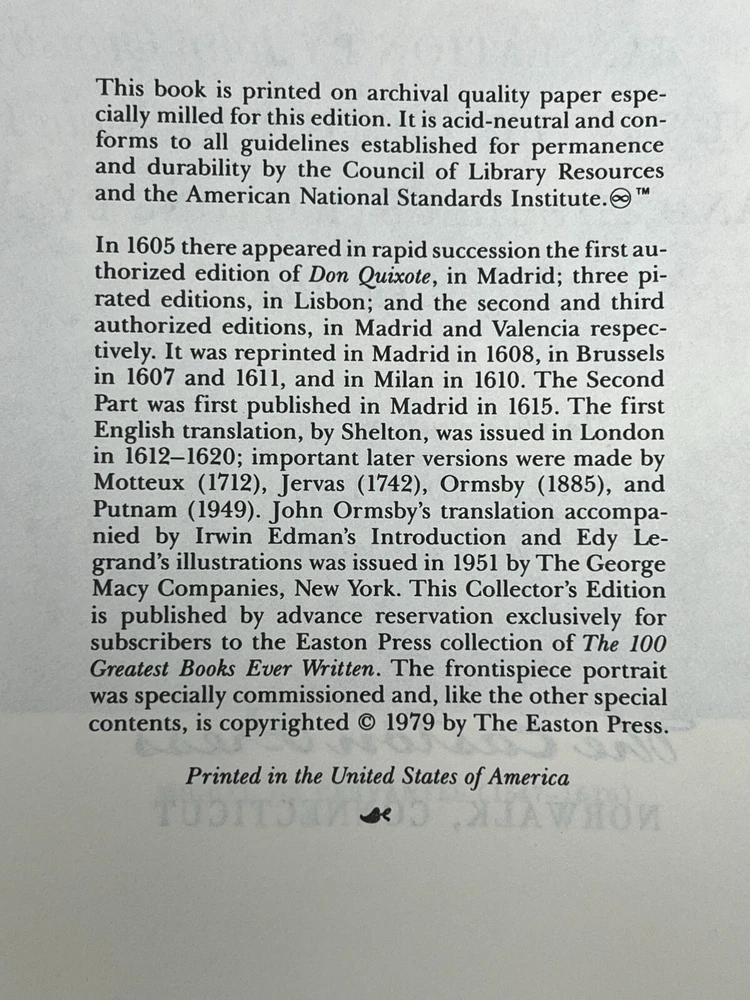 This book is printed on archival quality paper espe-
cially milled for this edition. It is acid-neutral and con-
forms to all guidelines established for permanence
and durability by the Council of Library Resources
and the American National Standards Institute.♾™
In 1605 there appeared in rapid succession the first au-
thorized edition of Don Quixote, in Madrid; three pi-
rated editions, in Lisbon; and the second and third
authorized editions, in Madrid and Valencia respec-
tively. It was reprinted in Madrid in 1608, in Brussels
in 1607 and 1611, and in Milan in 1610. The Second
Part was first published in Madrid in 1615. The first
English translation, by Shelton, was issued in London
in 1612–1620; important later versions were made by
Motteux (1712), Jervas (1742), Ormsby (1885), and
Putnam (1949). John Ormsby's translation accompa-
nied by Irwin Edman's Introduction and Edy Le-
grand's illustrations was issued in 1951 by The George
Macy Companies, New York. This Collector's Edition
is published by advance reservation exclusively for
subscribers to the Easton Press collection of The 100
Greatest Books Ever Written. The frontispiece portrait
was specially commissioned and, like the other special
contents, is copyrighted © 1979 by The Easton Press.
The Easton Press
Printed in the United States of America
NORWALK, CONNECTICUT